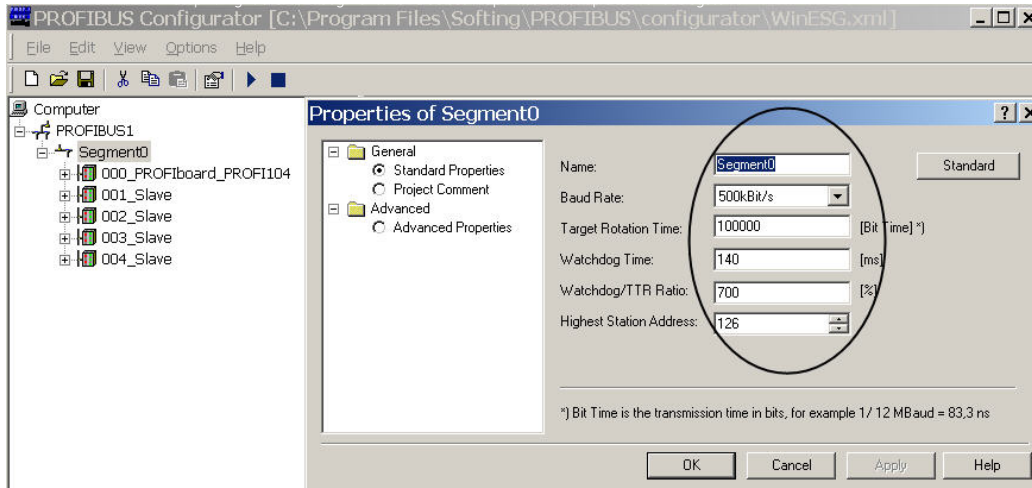 PROFIBUS Configurator [C:\Program Files\Softing\PROFIBUS\configurator\WinESG.xml]
File Edit View Options Help
Computer
PROFIBUS1
Segment0
000_PROFIboard_PROFI104
001_Slave
002_Slave
003_Slave
004_Slave
Properties of Segment0
General
Standard Properties
Project Comment
Advanced
Advanced Properties
Name: Segment0 Standard
Baud Rate: 500kBit/s
Target Rotation Time: 100000 [Bit Time] *)
Watchdog Time: 140 [ms]
Watchdog/TTR Ratio: 700 [%]
Highest Station Address: 126
*) Bit Time is the transmission time in bits, for example 1/ 12 MBaud = 83,3 ns
OK Cancel Apply Help